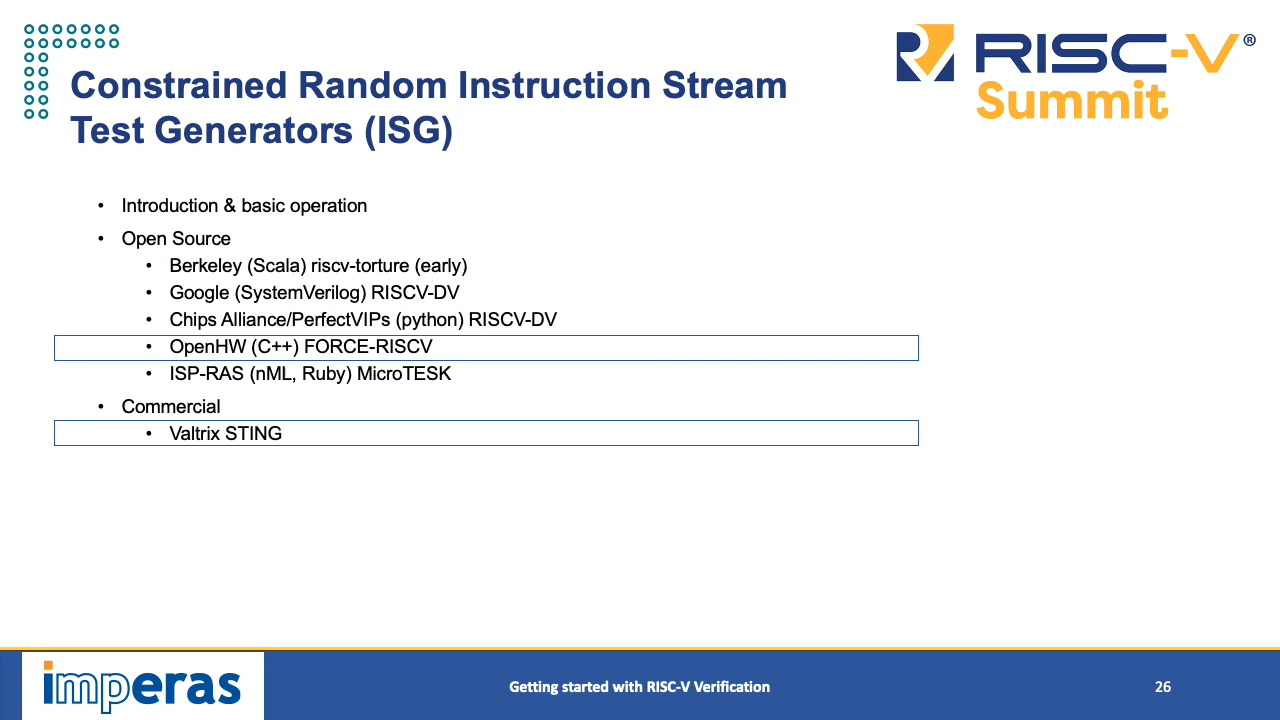 RISC-V®
Summit
Constrained Random Instruction Stream
Test Generators (ISG)
• Introduction & basic operation
• Open Source
• Berkeley (Scala) riscv-torture (early)
• Google (SystemVerilog) RISCV-DV
• Chips Alliance/PerfectVIPs (python) RISCV-DV
• OpenHW (C++) FORCE-RISCV
• ISP-RAS (nML, Ruby) MicroTESK
• Commercial
• Valtrix STING
imperas
Getting started with RISC-V Verification
26